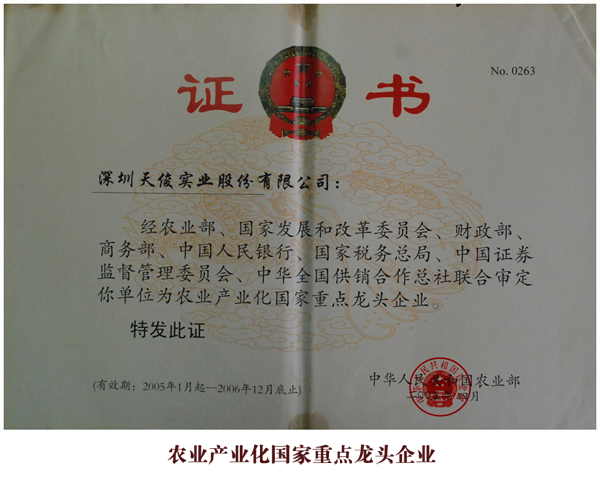 No. 0263
证书
深圳天俊实业股份有限公司：
经农业部、国家发展和改革委员会、财政部、
商务部、中国人民银行、国家税务总局、中国证券
监督管理委员会、中华全国供销合作总社联合审定
你单位为农业产业化国家重点龙头企业。
特发此证
中华人民共和国农业部
(有效期：2005年1月起—2006年12月底止)
农业产业化国家重点龙头企业